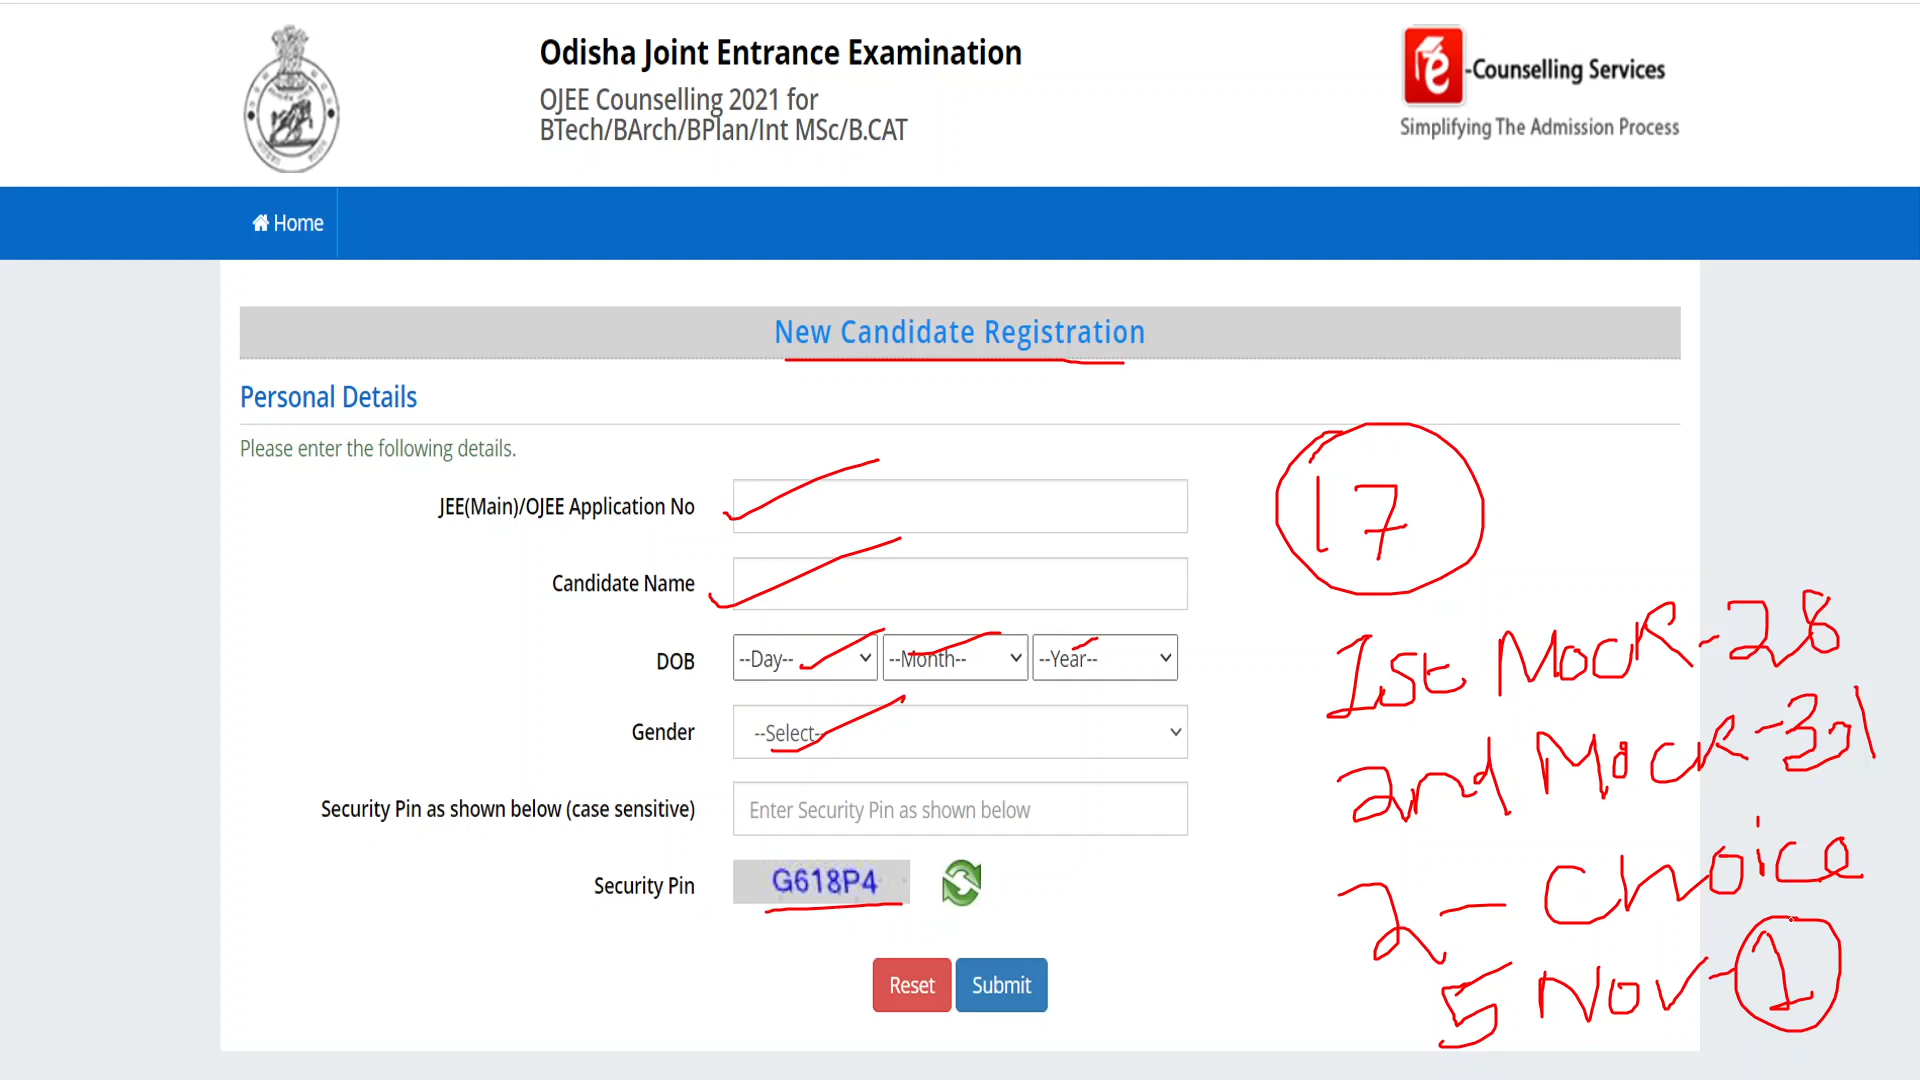 Odisha Joint Entrance Examination
OJEE Counselling 2021 for
BTech/BArch/BPlan/Int MSc/B.CAT
e-Counselling Services
Simplifying The Admission Process
Home
New Candidate Registration
Personal Details
Please enter the following details.
JEE(Main)/OJEE Application No
Candidate Name
DOB --Day-- --Month-- --Year--
Gender --Select--
Security Pin as shown below (case sensitive) Enter Security Pin as shown below
Security Pin G618P4
Reset Submit
17
1st Mock-28
2nd Mock-31
2-Choice
5 Nov-1